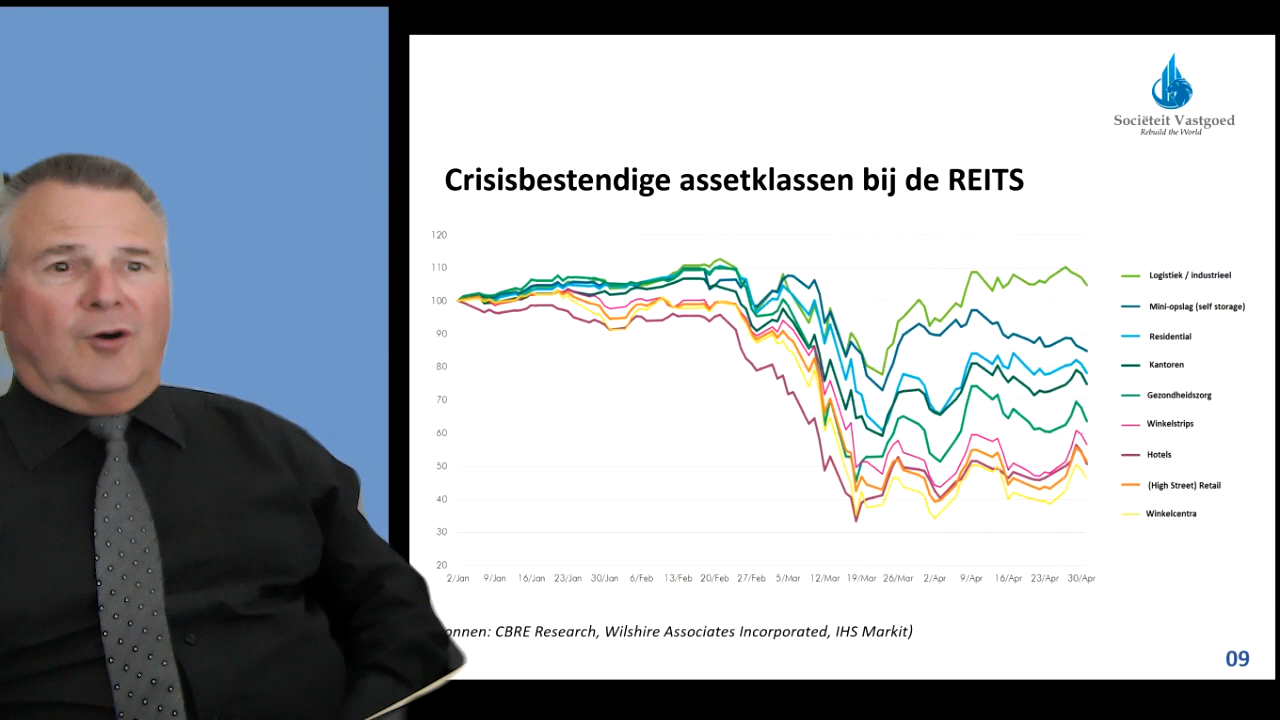 Sociëteit Vastgoed
Rebuild the World
Crisisbestendige assetklassen bij de REITS
120
110
100
90
80
70
60
50
40
30
20
2/Jan 9/Jan 16/Jan 23/Jan 30/Jan 6/Feb 13/Feb 20/Feb 27/Feb 5/Mar 12/Mar 19/Mar 26/Mar 2/Apr 9/Apr 16/Apr 23/Apr 30/Apr
Logistiek / industrieel
Mini-opslag (self storage)
Residential
Kantoren
Gezondheidszorg
Winkelstrips
Hotels
(High Street) Retail
Winkelcentra
onnen: CBRE Research, Wilshire Associates Incorporated, IHS Markit)
09